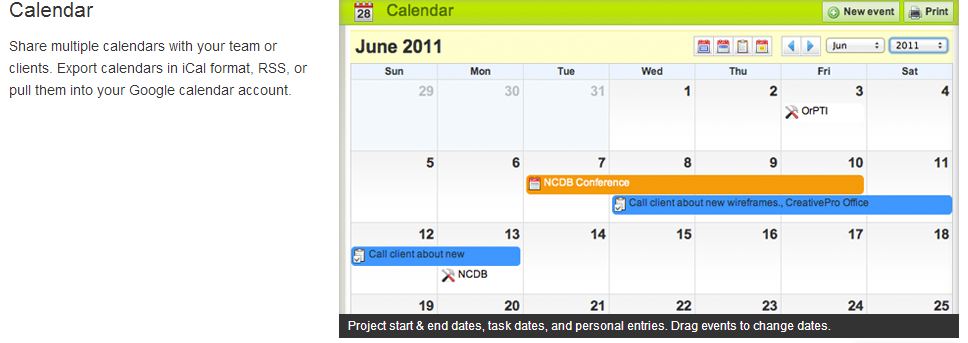 Calendar
Share multiple calendars with your team or
clients. Export calendars in iCal format, RSS, or
pull them into your Google calendar account.
28
Calendar
New event
Print
June 2011
Jun
2011
Sun Mon Tue Wed Thu Fri Sat
29 30 31 1 2 3 4
OrPTI
5 6 7 8 9 10 11
NCDB Conference
Call client about new wireframes., CreativePro Office
12 13 14 15 16 17 18
Call client about new
NCDB
19 20 21 22 23 24 25
Project start & end dates, task dates, and personal entries. Drag events to change dates.